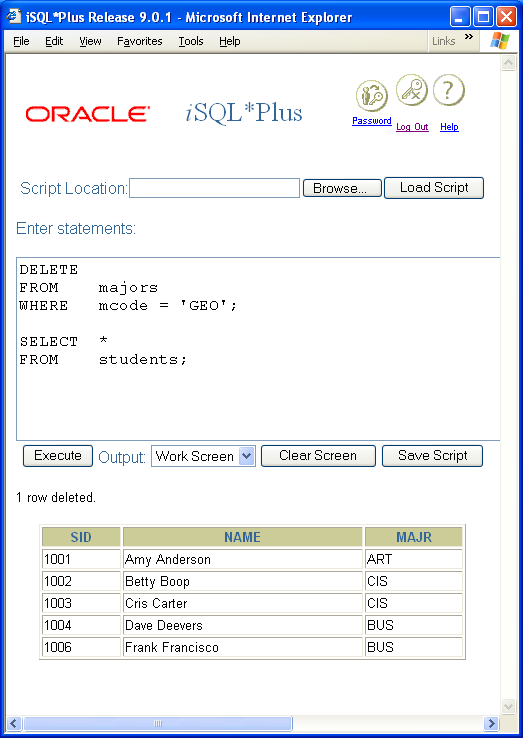 iSQL*Plus Release 9.0.1 - Microsoft Internet Explorer
File Edit View Favorites Tools Help Links »
ORACLE iSQL*Plus
Password Log Out Help
Script Location: Browse... Load Script
Enter statements:
DELETE
FROM majors
WHERE mcode = 'GEO';
SELECT *
FROM students;
Execute Output: Work Screen Clear Screen Save Script
1 row deleted.
SID NAME MAJR
1001 Amy Anderson ART
1002 Betty Boop CIS
1003 Cris Carter CIS
1004 Dave Deevers BUS
1006 Frank Francisco BUS